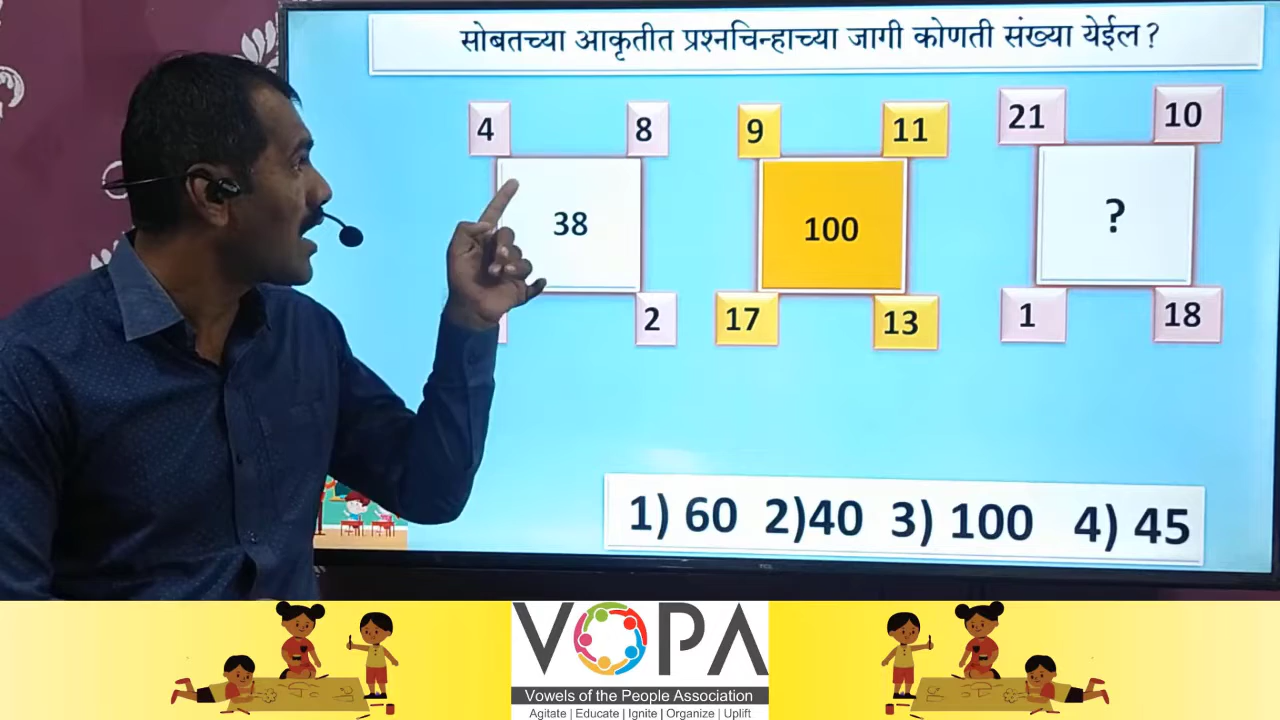 सोबतच्या आकृतीत प्रश्नचिन्हाच्या जागी कोणती संख्या येईल ?
4 8 9 11 21 10
38 100 ?
2 17 13 1 18
1) 60 2)40 3) 100 4) 45
TCL
VOPA
Vowels of the People Association
Agitate | Educate | Ignite | Organize | Uplift